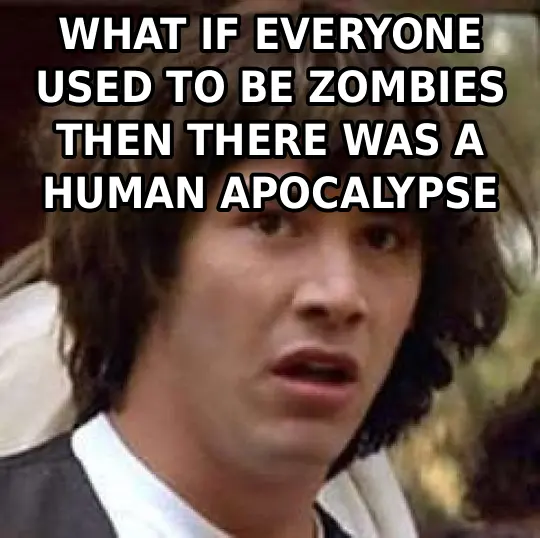 WHAT IF EVERYONE
USED TO BE ZOMBIES
THEN THERE WAS A
HUMAN APOCALYPSE